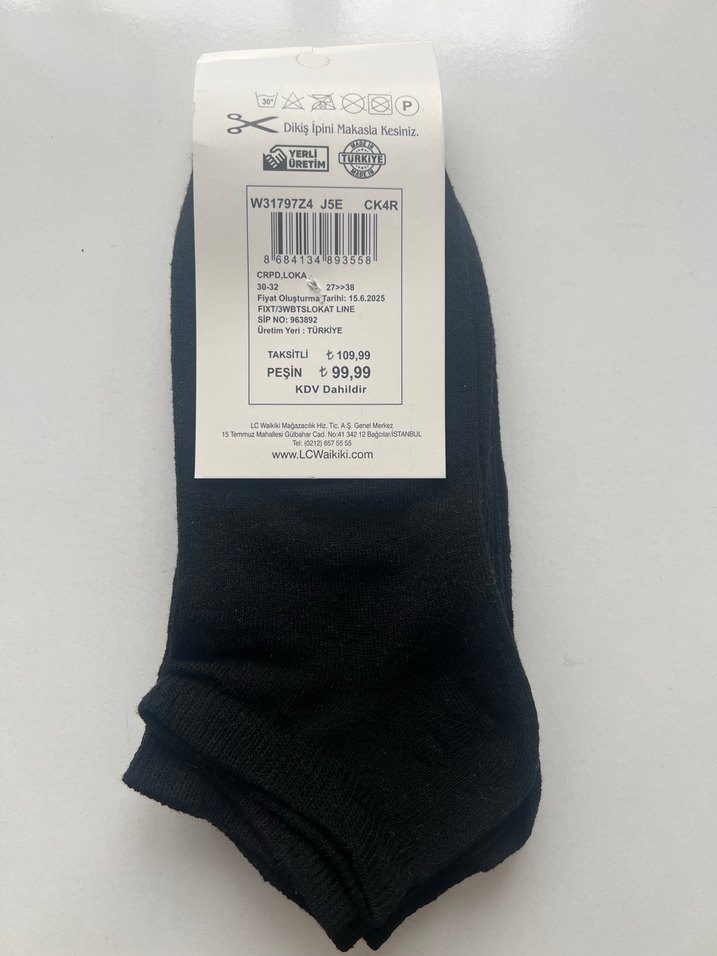 30°
P
Dikiş İpini Makasla Kesiniz.
YERLİ
ÜRETİM
MADE IN
TÜRKİYE
MADE IN
W31797Z4 J5E CK4R
8 684134 893558
CRPD,LOKA
30-32 27>>38
Fiyat Oluşturma Tarihi: 15.6.2025
FIXT/3WBTSLOKAT LINE
SİP NO: 963892
Üretim Yeri : TÜRKİYE
TAKSİTLİ ₺ 109,99
PEŞİN ₺ 99,99
KDV Dahildir
LC Waikiki Mağazacılık Hiz. Tic. A.Ş. Genel Merkez
15 Temmuz Mahallesi Gülbahar Cad. No:41 342 12 Bağcılar/İSTANBUL
Tel: (0212) 657 55 55
www.LCWaikiki.com